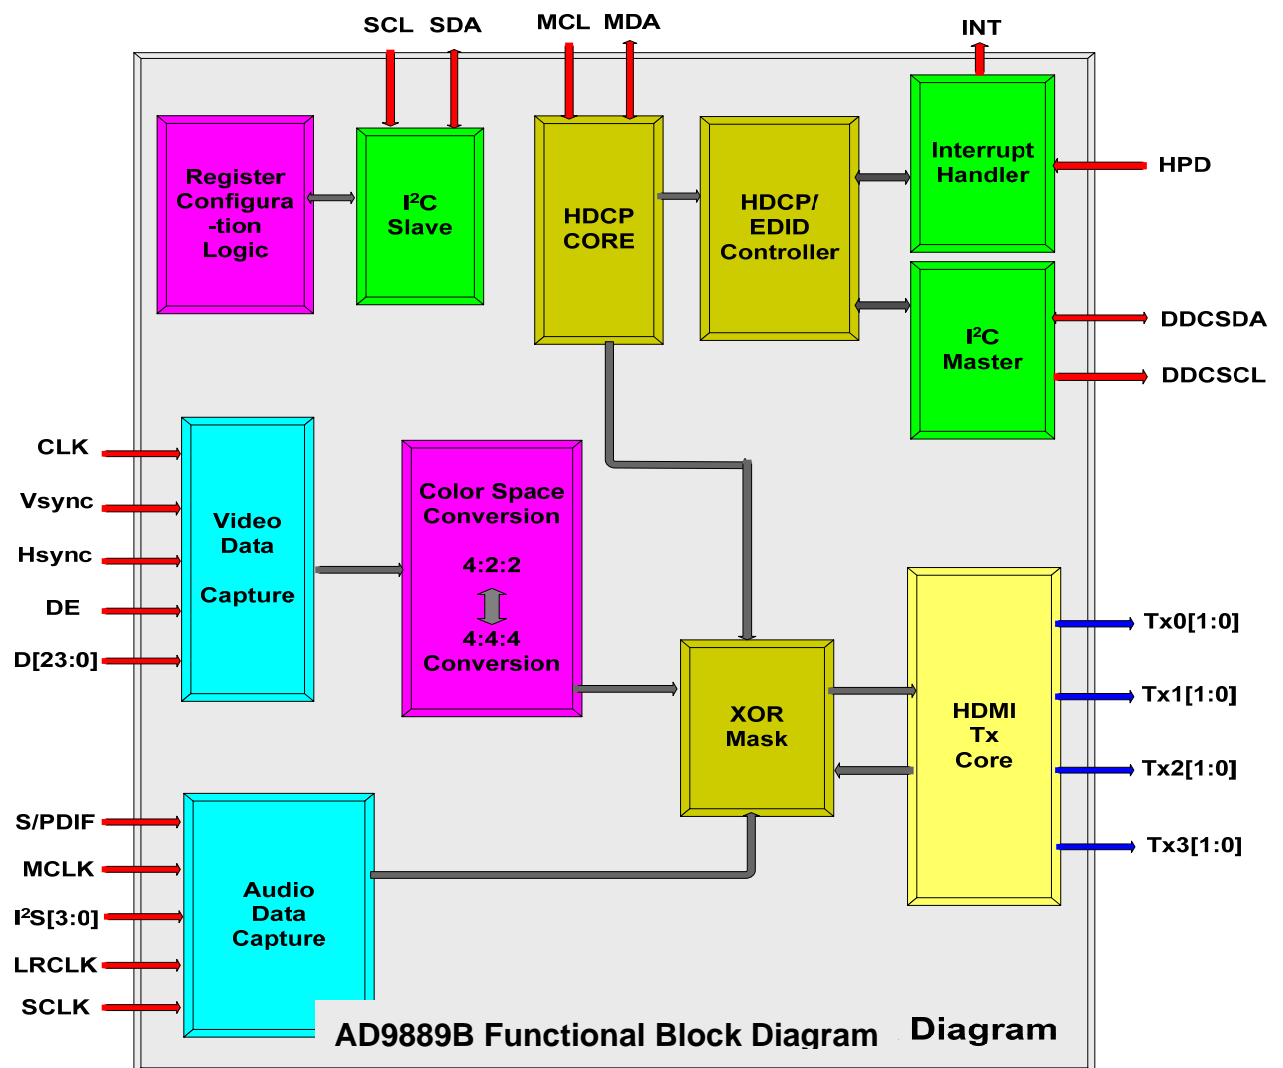 SCL SDA MCL MDA INT
Register
Configura
-tion
Logic
I²C
Slave
HDCP
CORE
HDCP/
EDID
Controller
Interrupt
Handler
HPD
I²C
Master
DDCSDA
DDCSCL
CLK
Vsync
Hsync
DE
D[23:0]
Video
Data
Capture
Color Space
Conversion
4:2:2
4:4:4
Conversion
XOR
Mask
HDMI
Tx
Core
Tx0[1:0]
Tx1[1:0]
Tx2[1:0]
Tx3[1:0]
S/PDIF
MCLK
I²S[3:0]
LRCLK
SCLK
Audio
Data
Capture
AD9889B Functional Block Diagram Diagram